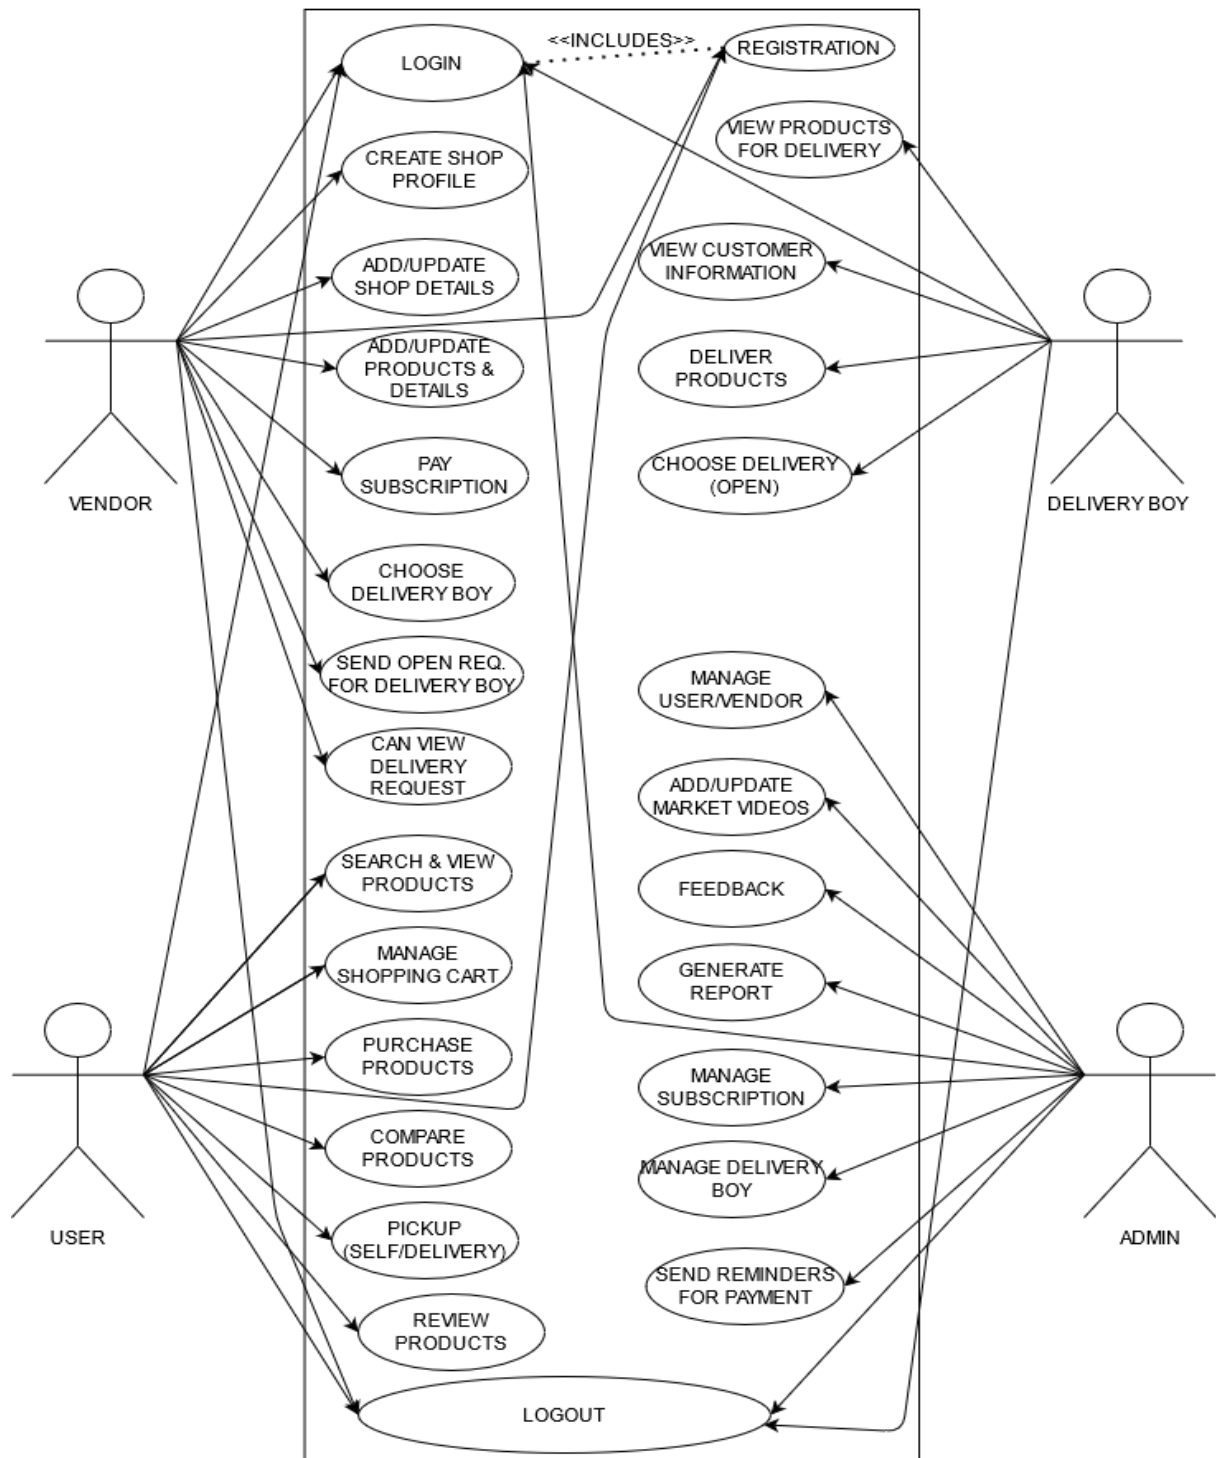 <<INCLUDES>>
LOGIN
REGISTRATION
VIEW PRODUCTS
FOR DELIVERY
CREATE SHOP
PROFILE
VIEW CUSTOMER
INFORMATION
ADD/UPDATE
SHOP DETAILS
ADD/UPDATE
PRODUCTS &
DETAILS
DELIVER
PRODUCTS
PAY
SUBSCRIPTION
CHOOSE DELIVERY
(OPEN)
VENDOR
DELIVERY BOY
CHOOSE
DELIVERY BOY
SEND OPEN REQ.
FOR DELIVERY BOY
MANAGE
USER/VENDOR
CAN VIEW
DELIVERY
REQUEST
ADD/UPDATE
MARKET VIDEOS
SEARCH & VIEW
PRODUCTS
FEEDBACK
MANAGE
SHOPPING CART
GENERATE
REPORT
PURCHASE
PRODUCTS
MANAGE
SUBSCRIPTION
COMPARE
PRODUCTS
MANAGE DELIVERY
BOY
USER
ADMIN
PICKUP
(SELF/DELIVERY)
SEND REMINDERS
FOR PAYMENT
REVIEW
PRODUCTS
LOGOUT